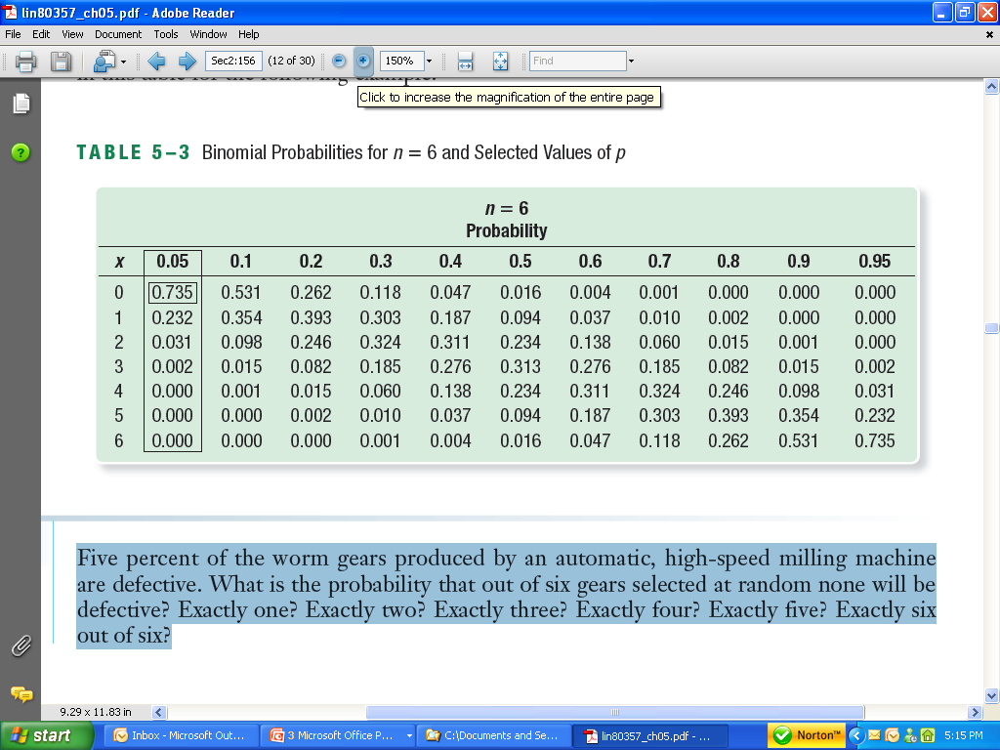 lin80357_ch05.pdf - Adobe Reader
File Edit View Document Tools Window Help
Sec2:156 (12 of 30) 150% Find
in this table for the following example.
Click to increase the magnification of the entire page
TABLE 5–3 Binomial Probabilities for n = 6 and Selected Values of p
n = 6
Probability
x 0.05 0.1 0.2 0.3 0.4 0.5 0.6 0.7 0.8 0.9 0.95
0 0.735 0.531 0.262 0.118 0.047 0.016 0.004 0.001 0.000 0.000 0.000
1 0.232 0.354 0.393 0.303 0.187 0.094 0.037 0.010 0.002 0.000 0.000
2 0.031 0.098 0.246 0.324 0.311 0.234 0.138 0.060 0.015 0.001 0.000
3 0.002 0.015 0.082 0.185 0.276 0.313 0.276 0.185 0.082 0.015 0.002
4 0.000 0.001 0.015 0.060 0.138 0.234 0.311 0.324 0.246 0.098 0.031
5 0.000 0.000 0.002 0.010 0.037 0.094 0.187 0.303 0.393 0.354 0.232
6 0.000 0.000 0.000 0.001 0.004 0.016 0.047 0.118 0.262 0.531 0.735
Five percent of the worm gears produced by an automatic, high-speed milling machine
are defective. What is the probability that out of six gears selected at random none will be
defective? Exactly one? Exactly two? Exactly three? Exactly four? Exactly five? Exactly six
out of six?
9.29 x 11.83 in
start Inbox - Microsoft Out... 3 Microsoft Office P... C:\Documents and Se... lin80357_ch05.pdf - ... Norton™ 5:15 PM